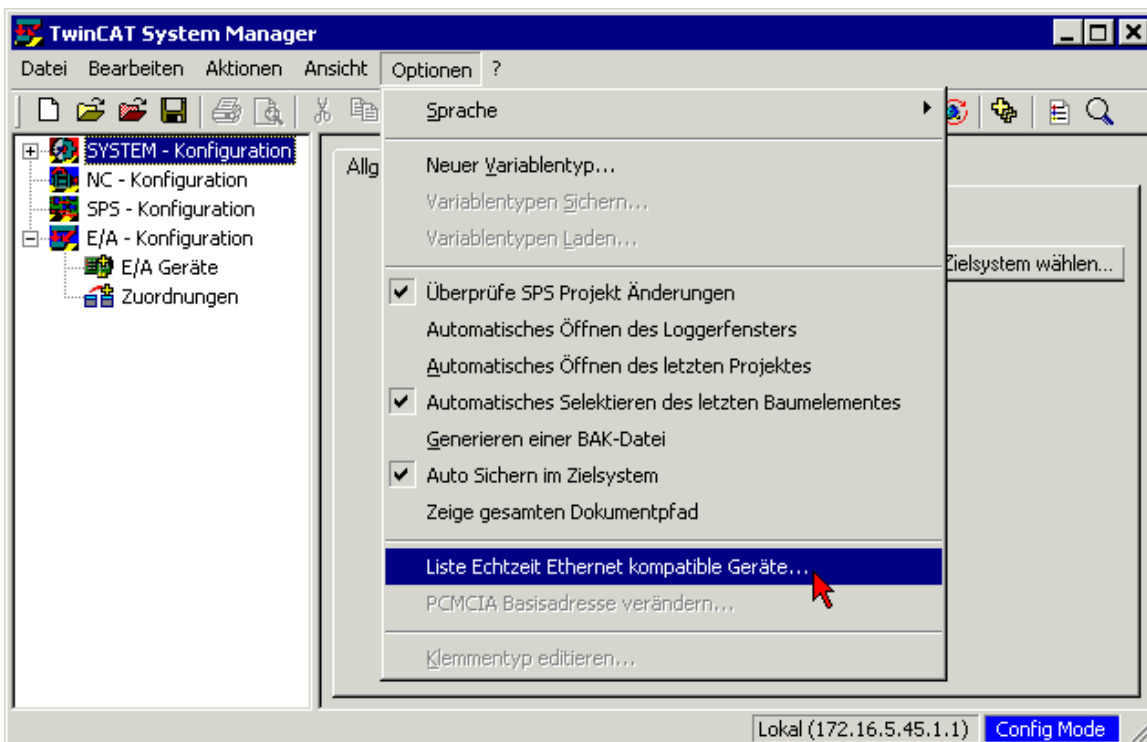 TwinCAT System Manager
Datei Bearbeiten Aktionen Ansicht Optionen ?
Sprache
Neuer Variablentyp...
Variablentypen Sichern...
Variablentypen Laden...
Überprüfe SPS Projekt Änderungen
Automatisches Öffnen des Loggerfensters
Automatisches Öffnen des letzten Projektes
Automatisches Selektieren des letzten Baumelementes
Generieren einer BAK-Datei
Auto Sichern im Zielsystem
Zeige gesamten Dokumentpfad
Liste Echtzeit Ethernet kompatible Geräte...
PCMCIA Basisadresse verändern...
Klemmentyp editieren...
SYSTEM - Konfiguration
NC - Konfiguration
SPS - Konfiguration
E/A - Konfiguration
E/A Geräte
Zuordnungen
Allg
Zielsystem wählen...
Lokal (172.16.5.45.1.1) Config Mode